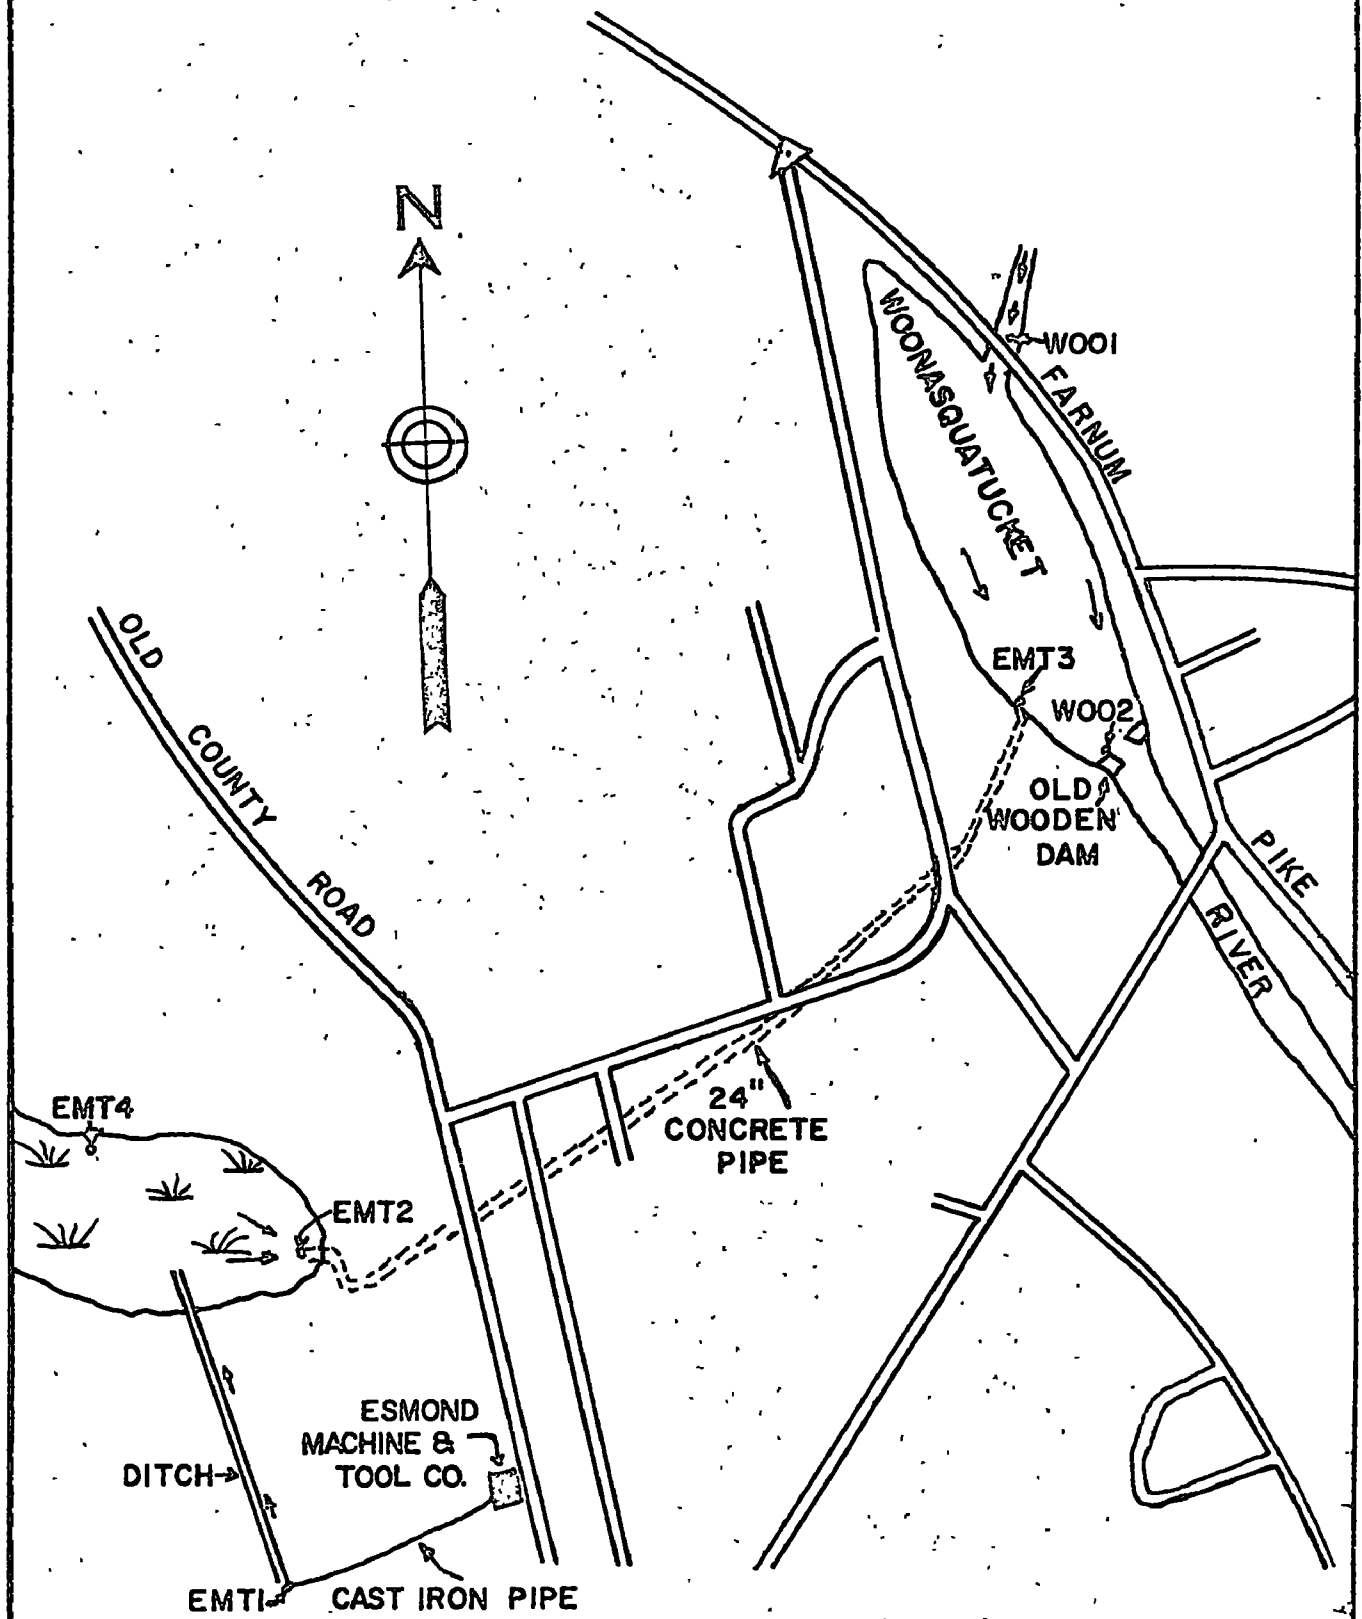 N
WOO1
FARNUM
WOONASQUATUCKET
OLD
COUNTY
ROAD
EMT3
WOO2
OLD
WOODEN
DAM
PIKE
RIVER
24"
CONCRETE
PIPE
EMT4
EMT2
ESMOND
MACHINE &
TOOL CO.
DITCH
EMT1
CAST IRON PIPE